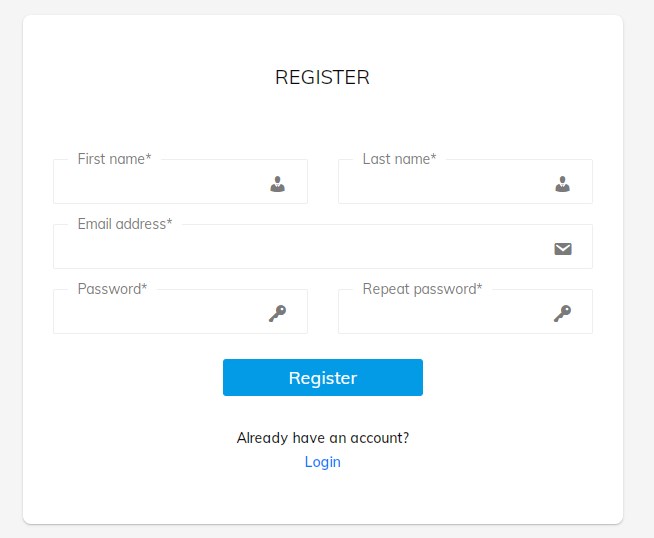 REGISTER
First name* Last name*
Email address*
Password* Repeat password*
Register
Already have an account?
Login